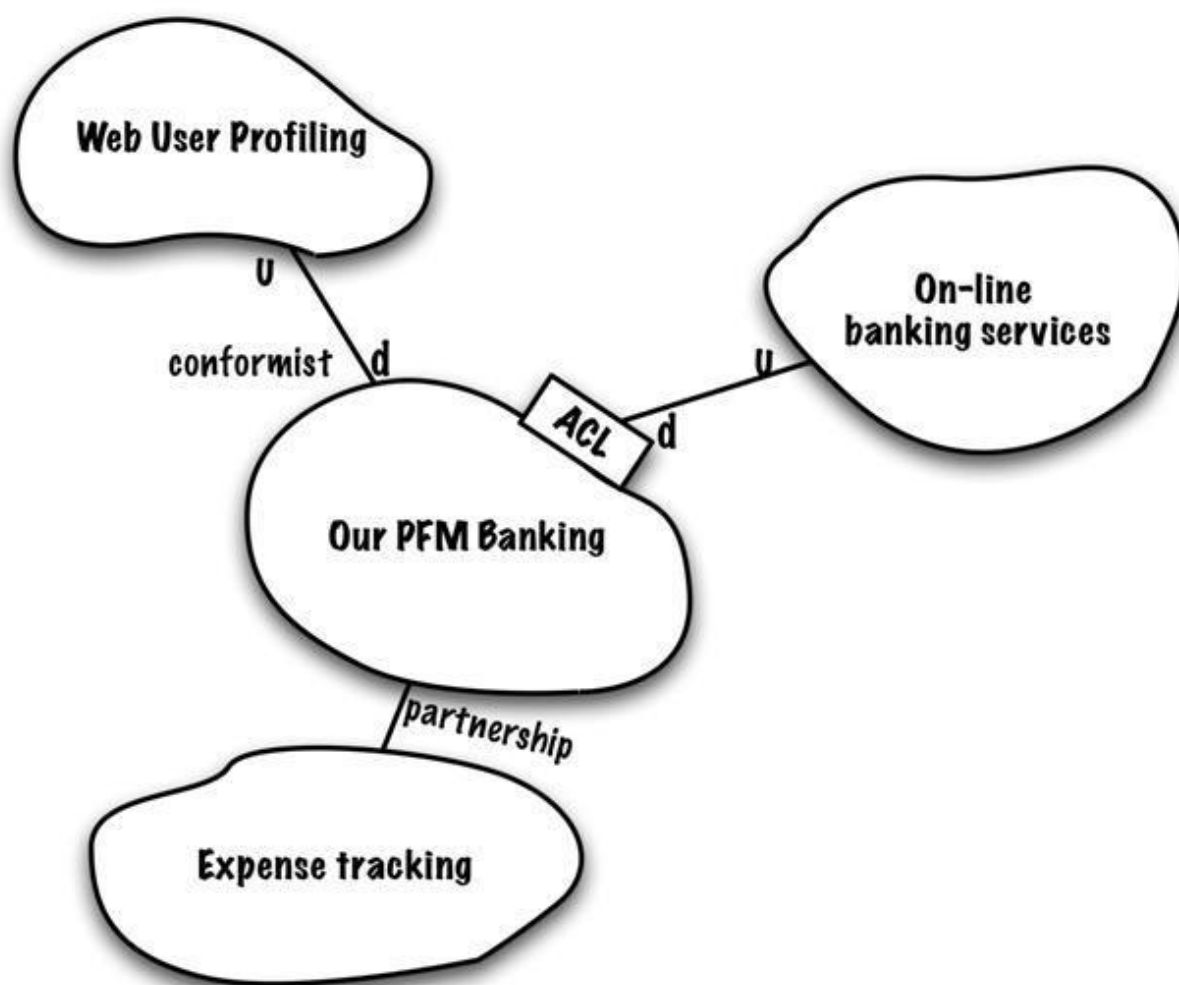 Web User Profiling
U
conformist
d
On-line
banking services
U
d
ACL
Our PFM Banking
partnership
Expense tracking